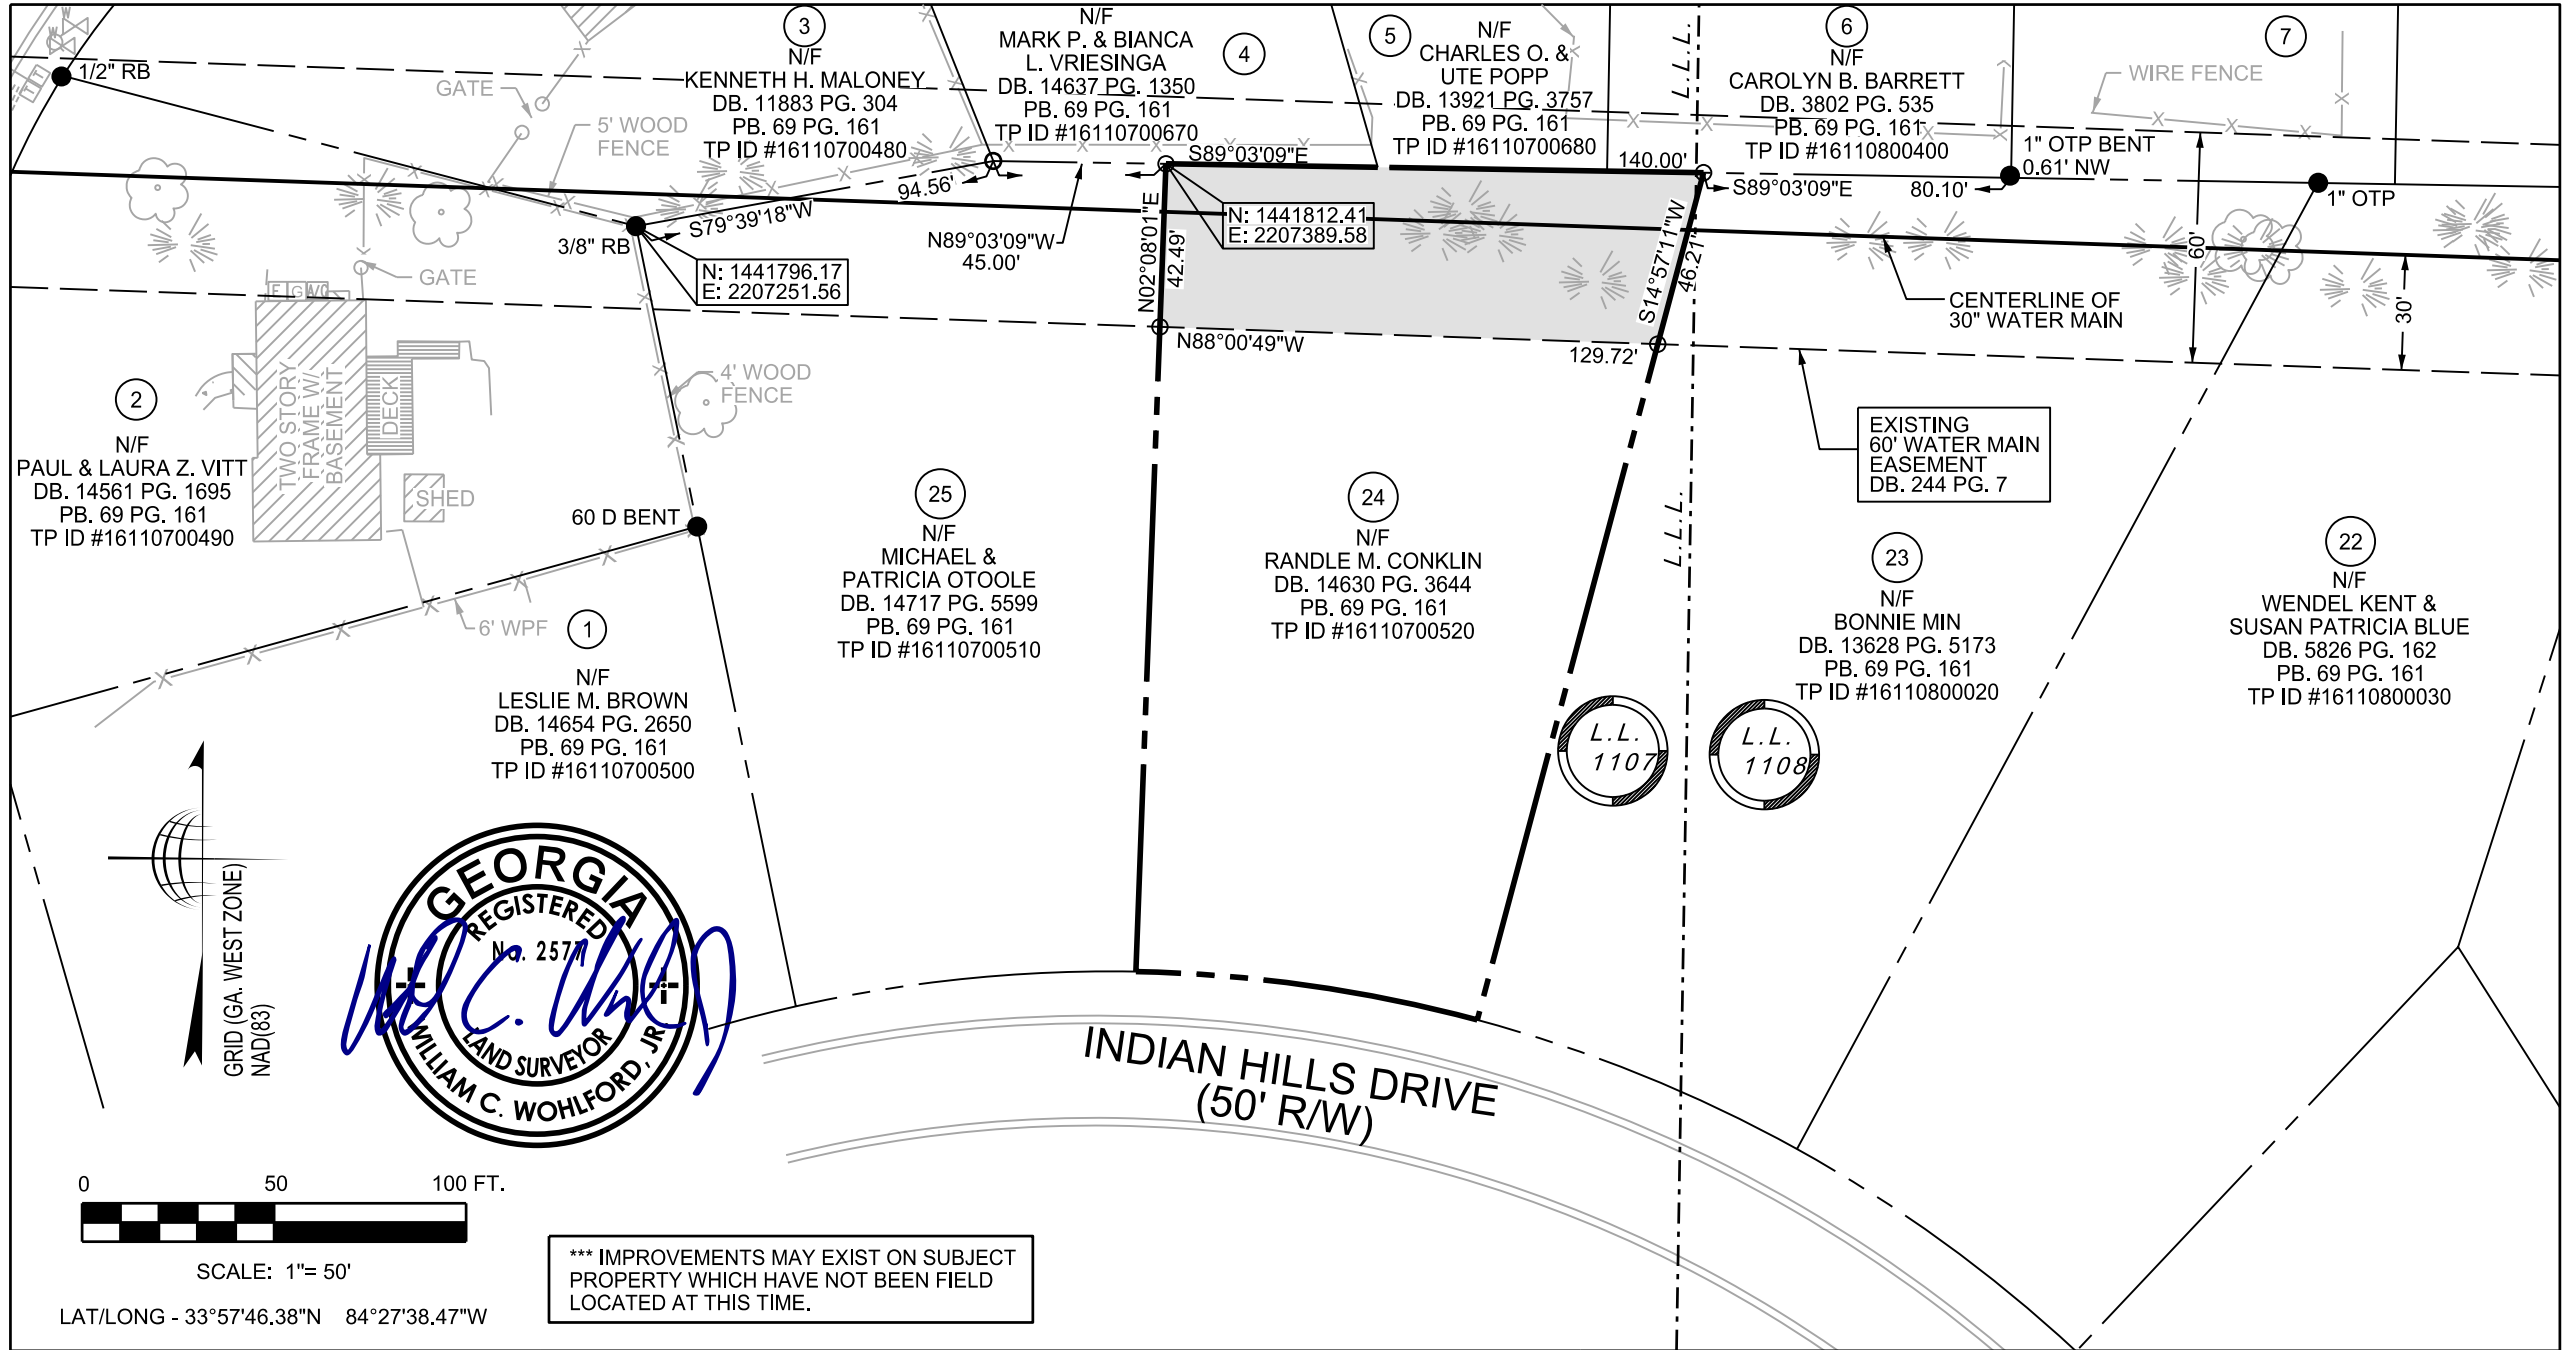 1/2" RB
GATE
5' WOOD
FENCE
3
N/F
KENNETH H. MALONEY
DB. 11883 PG. 304
PB. 69 PG. 161
TP ID #16110700480
N/F
MARK P. & BIANCA
L. VRIESINGA
DB. 14637 PG. 1350
PB. 69 PG. 161
TP ID #16110700670
4
5
N/F
CHARLES O. &
UTE POPP
DB. 13921 PG. 3757
PB. 69 PG. 161
TP ID #16110700680
L.L.L.
6
N/F
CAROLYN B. BARRETT
DB. 3802 PG. 535
PB. 69 PG. 161
TP ID #16110800400
7
WIRE FENCE
1" OTP BENT
0.61' NW
1" OTP
S89°03'09"E
140.00'
S89°03'09"E
80.10'
94.56'
S79°39'18"W
3/8" RB
N: 1441796.17
E: 2207251.56
N89°03'09"W
45.00'
N02°08'01"E
42.49'
N: 1441812.41
E: 2207389.58
S14°57'11"W
46.21'
N88°00'49"W
129.72'
60'
30'
CENTERLINE OF
30" WATER MAIN
EXISTING
60' WATER MAIN
EASEMENT
DB. 244 PG. 7
GATE
E G A/C
TWO STORY
FRAME W/
BASEMENT
DECK
SHED
4' WOOD
FENCE
2
N/F
PAUL & LAURA Z. VITT
DB. 14561 PG. 1695
PB. 69 PG. 161
TP ID #16110700490
60 D BENT
6' WPF
1
N/F
LESLIE M. BROWN
DB. 14654 PG. 2650
PB. 69 PG. 161
TP ID #16110700500
25
N/F
MICHAEL &
PATRICIA OTOOLE
DB. 14717 PG. 5599
PB. 69 PG. 161
TP ID #16110700510
24
N/F
RANDLE M. CONKLIN
DB. 14630 PG. 3644
PB. 69 PG. 161
TP ID #16110700520
L.L.L.
23
N/F
BONNIE MIN
DB. 13628 PG. 5173
PB. 69 PG. 161
TP ID #16110800020
22
N/F
WENDEL KENT &
SUSAN PATRICIA BLUE
DB. 5826 PG. 162
PB. 69 PG. 161
TP ID #16110800030
L.L.
1107
L.L.
1108
GRID (GA. WEST ZONE)
NAD(83)
GEORGIA
REGISTERED
No. 2577
LAND SURVEYOR
WILLIAM C. WOHLFORD, JR.
INDIAN HILLS DRIVE
(50' R/W)
0 50 100 FT.
SCALE: 1"= 50'
LAT/LONG - 33°57'46.38"N 84°27'38.47"W
*** IMPROVEMENTS MAY EXIST ON SUBJECT
PROPERTY WHICH HAVE NOT BEEN FIELD
LOCATED AT THIS TIME.